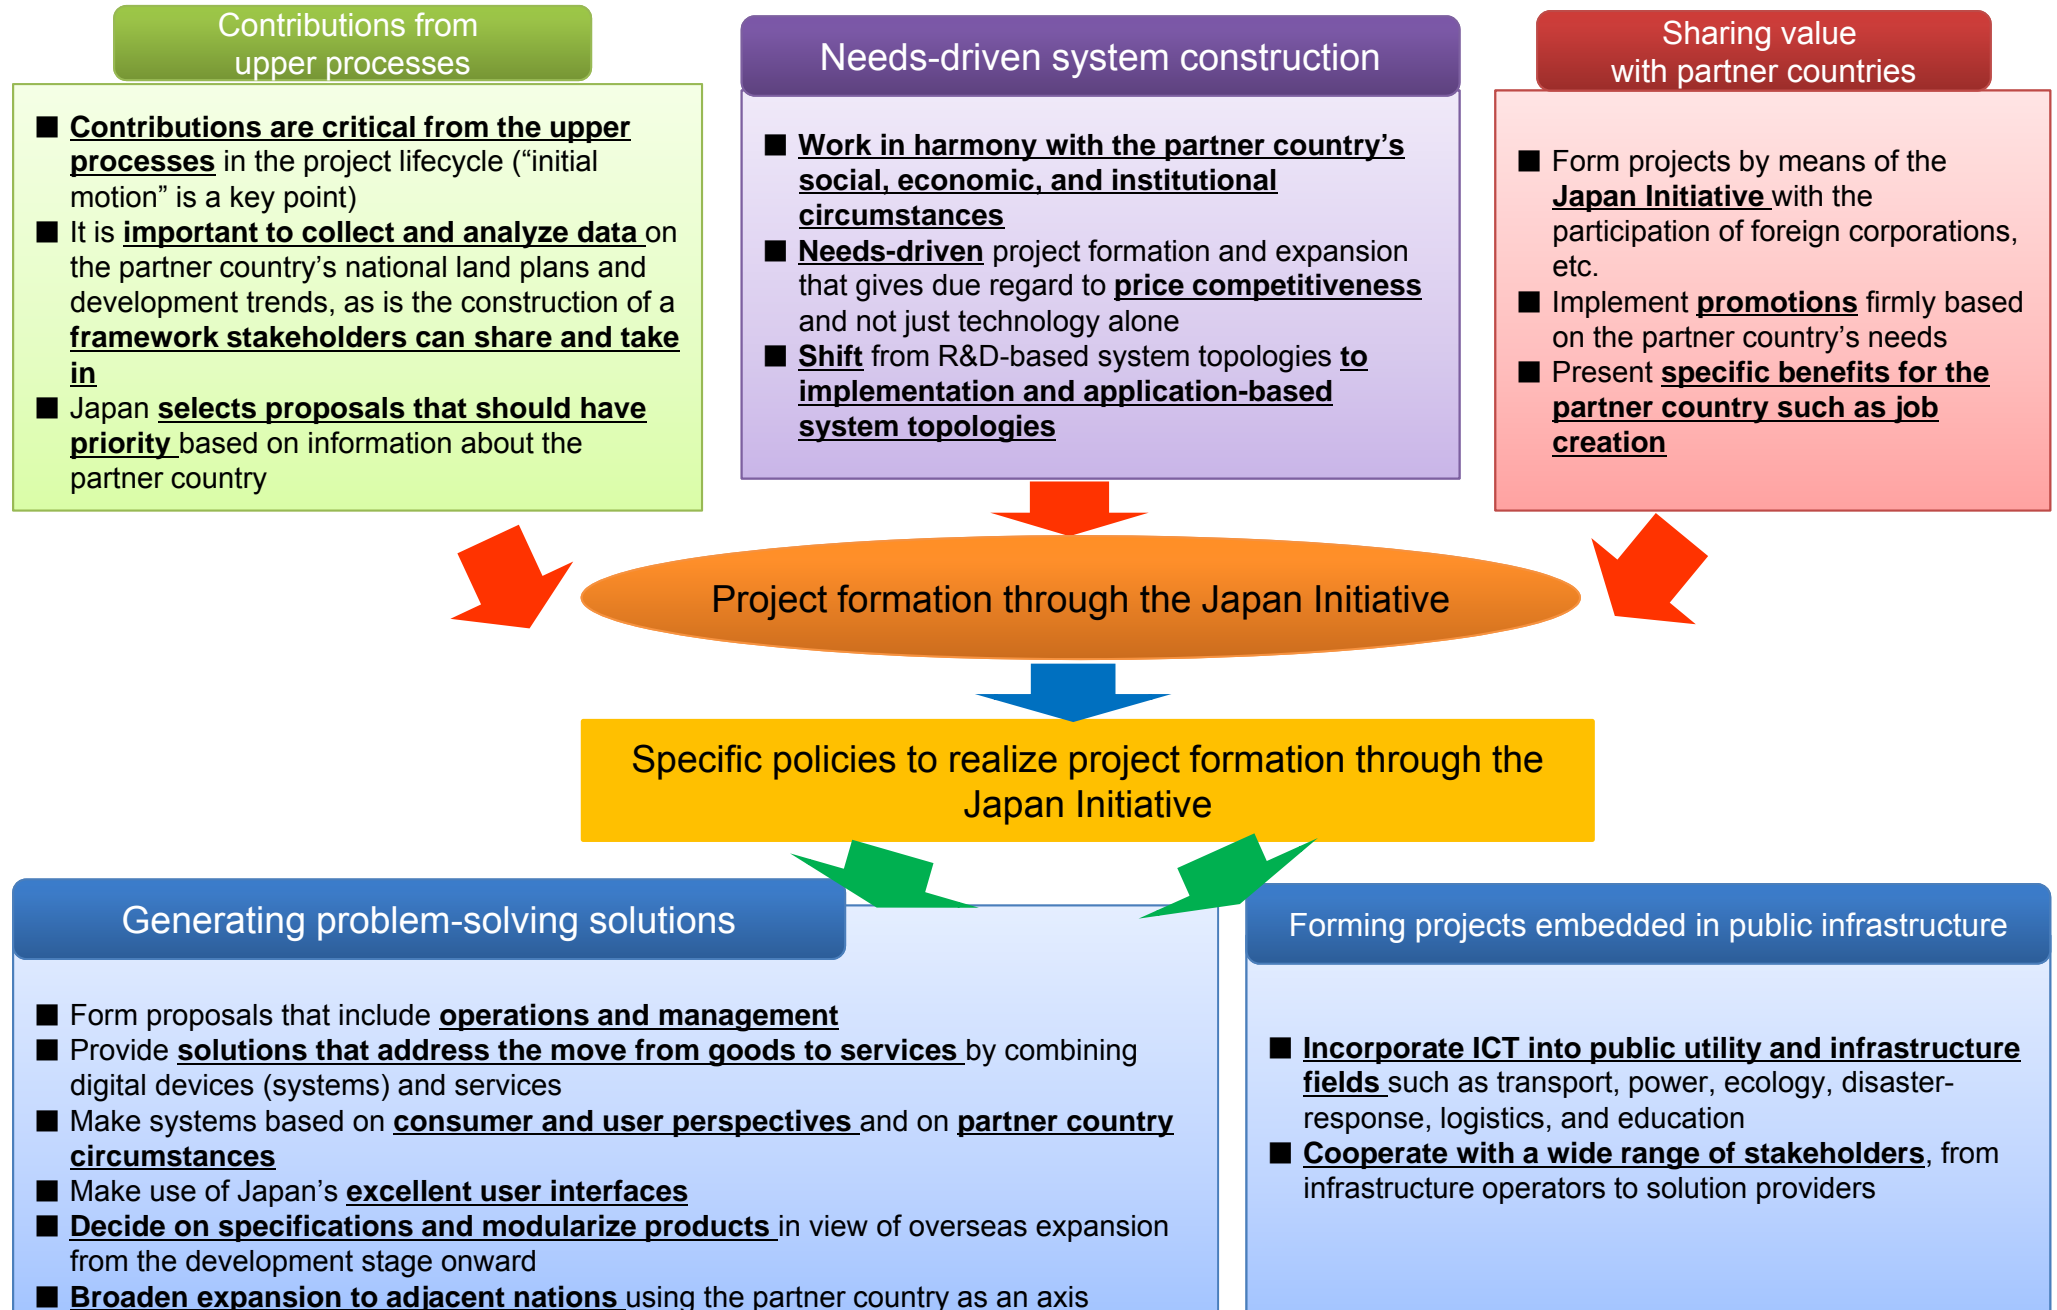 Contributions from
upper processes
■ Contributions are critical from the upper
processes in the project lifecycle (“initial
motion” is a key point)
■ It is important to collect and analyze data on
the partner country’s national land plans and
development trends, as is the construction of a
framework stakeholders can share and take
in
■ Japan selects proposals that should have
priority based on information about the
partner country
Needs-driven system construction
■ Work in harmony with the partner country’s
social, economic, and institutional
circumstances
■ Needs-driven project formation and expansion
that gives due regard to price competitiveness
and not just technology alone
■ Shift from R&D-based system topologies to
implementation and application-based
system topologies
Sharing value
with partner countries
■ Form projects by means of the
Japan Initiative with the
participation of foreign corporations,
etc.
■ Implement promotions firmly based
on the partner country’s needs
■ Present specific benefits for the
partner country such as job
creation
Project formation through the Japan Initiative
Specific policies to realize project formation through the
Japan Initiative
Generating problem-solving solutions
■ Form proposals that include operations and management
■ Provide solutions that address the move from goods to services by combining
digital devices (systems) and services
■ Make systems based on consumer and user perspectives and on partner country
circumstances
■ Make use of Japan’s excellent user interfaces
■ Decide on specifications and modularize products in view of overseas expansion
from the development stage onward
■ Broaden expansion to adjacent nations using the partner country as an axis
Forming projects embedded in public infrastructure
■ Incorporate ICT into public utility and infrastructure
fields such as transport, power, ecology, disaster-
response, logistics, and education
■ Cooperate with a wide range of stakeholders, from
infrastructure operators to solution providers